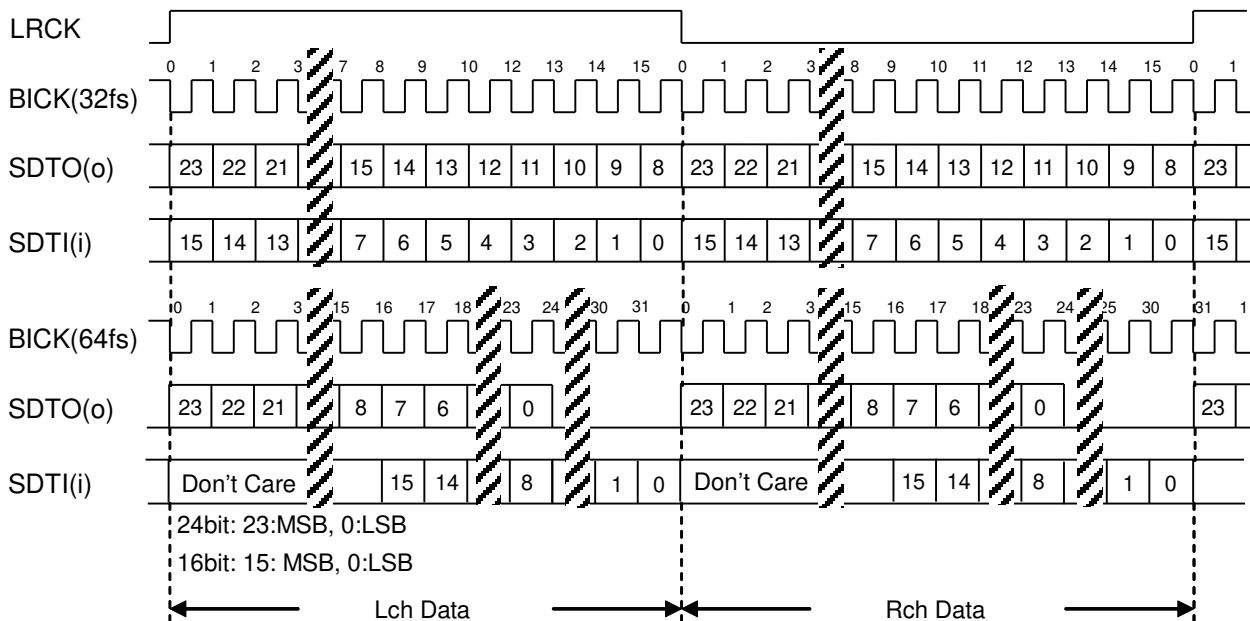 LRCK
0 1 2 3 7 8 9 10 11 12 13 14 15 0 1 2 3 8 9 10 11 12 13 14 15 0 1
BICK(32fs)
SDTO(o) 23 22 21 15 14 13 12 11 10 9 8 23 22 21 15 14 13 12 11 10 9 8 23
SDTI(i) 15 14 13 7 6 5 4 3 2 1 0 15 14 13 7 6 5 4 3 2 1 0 15
0 1 2 3 15 16 17 18 23 24 30 31 0 1 2 3 15 16 17 18 23 24 25 30 31 1
BICK(64fs)
SDTO(o) 23 22 21 8 7 6 0 23 22 21 8 7 6 0 23
SDTI(i) Don't Care 15 14 8 1 0 Don't Care 15 14 8 1 0
24bit: 23:MSB, 0:LSB
16bit: 15: MSB, 0:LSB
Lch Data Rch Data